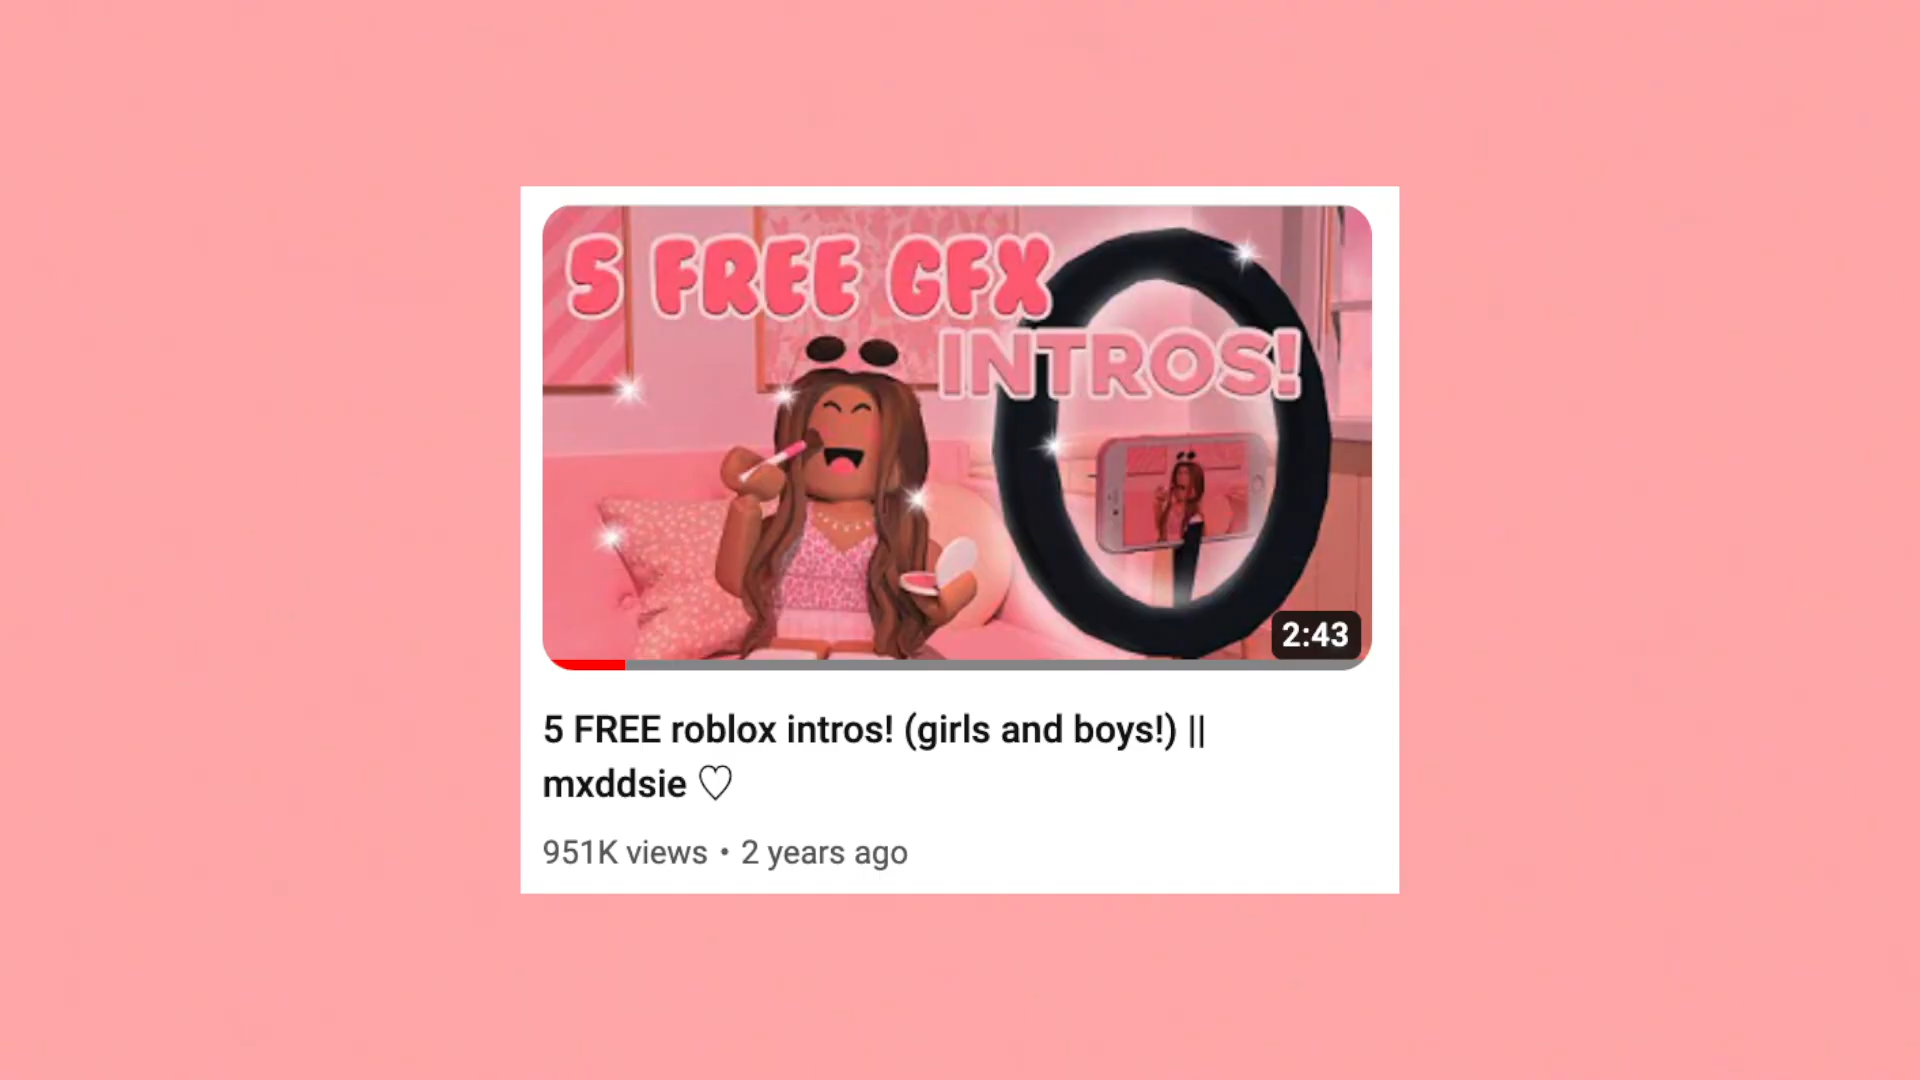 5 FREE GFX
INTROS!
2:43
5 FREE roblox intros! (girls and boys!) ||
mxddsie ♡
951K views • 2 years ago